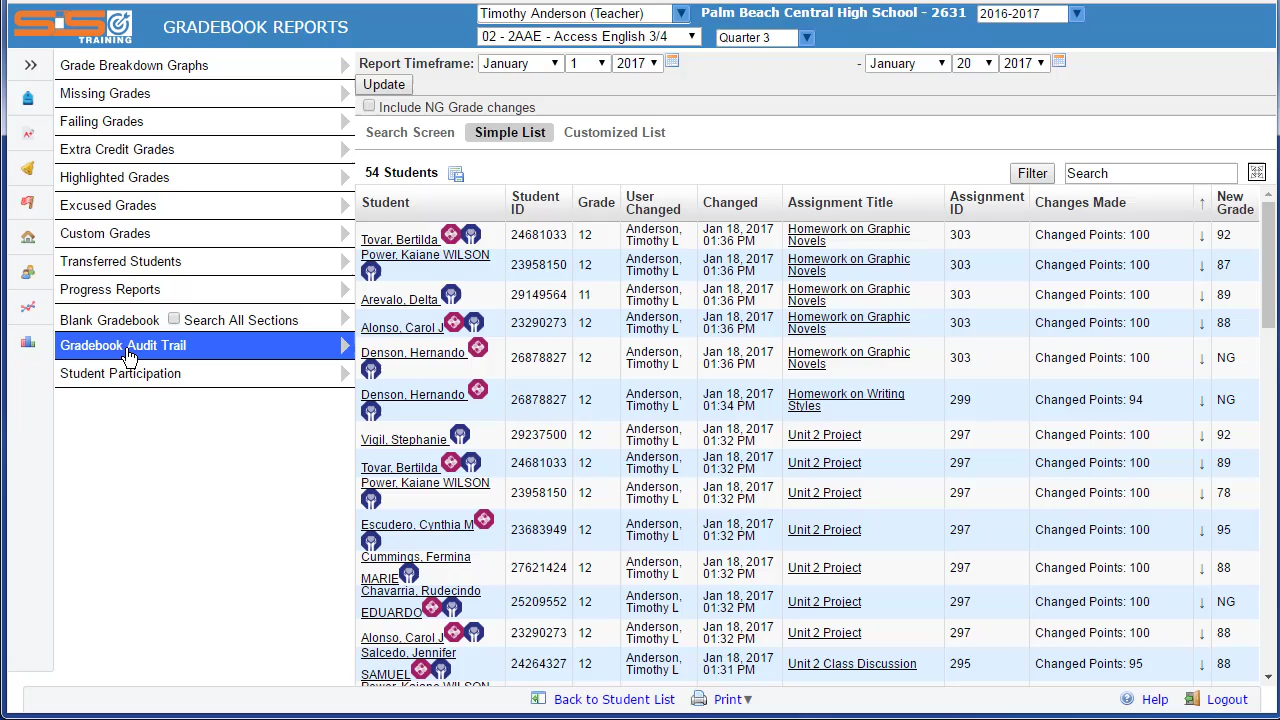 SIS
TRAINING
GRADEBOOK REPORTS
Timothy Anderson (Teacher)
Palm Beach Central High School - 2631
2016-2017
02 - 2AAE - Access English 3/4
Quarter 3
Grade Breakdown Graphs
Missing Grades
Failing Grades
Extra Credit Grades
Highlighted Grades
Excused Grades
Custom Grades
Transferred Students
Progress Reports
Blank Gradebook Search All Sections
Gradebook Audit Trail
Student Participation
Report Timeframe: January 1 2017 - January 20 2017
Update
Include NG Grade changes
Search Screen Simple List Customized List
54 Students Filter Search
Student Student ID Grade User Changed Changed Assignment Title Assignment ID Changes Made ↑ New Grade
Tovar, Bertilda 24681033 12 Anderson, Timothy L Jan 18, 2017 01:36 PM Homework on Graphic Novels 303 Changed Points: 100 ↓ 92
Power, Kaiane WILSON 23958150 12 Anderson, Timothy L Jan 18, 2017 01:36 PM Homework on Graphic Novels 303 Changed Points: 100 ↓ 87
Arevalo, Delta 29149564 11 Anderson, Timothy L Jan 18, 2017 01:36 PM Homework on Graphic Novels 303 Changed Points: 100 ↓ 89
Alonso, Carol J 23290273 12 Anderson, Timothy L Jan 18, 2017 01:36 PM Homework on Graphic Novels 303 Changed Points: 100 ↓ 88
Denson, Hernando 26878827 12 Anderson, Timothy L Jan 18, 2017 01:36 PM Homework on Graphic Novels 303 Changed Points: 100 ↓ NG
Denson, Hernando 26878827 12 Anderson, Timothy L Jan 18, 2017 01:34 PM Homework on Writing Styles 299 Changed Points: 94 ↓ NG
Vigil, Stephanie 29237500 12 Anderson, Timothy L Jan 18, 2017 01:32 PM Unit 2 Project 297 Changed Points: 100 ↓ 92
Tovar, Bertilda 24681033 12 Anderson, Timothy L Jan 18, 2017 01:32 PM Unit 2 Project 297 Changed Points: 100 ↓ 89
Power, Kaiane WILSON 23958150 12 Anderson, Timothy L Jan 18, 2017 01:32 PM Unit 2 Project 297 Changed Points: 100 ↓ 78
Escudero, Cynthia M 23683949 12 Anderson, Timothy L Jan 18, 2017 01:32 PM Unit 2 Project 297 Changed Points: 100 ↓ 95
Cummings, Fermina MARIE 27621424 12 Anderson, Timothy L Jan 18, 2017 01:32 PM Unit 2 Project 297 Changed Points: 100 ↓ 88
Chavarria, Rudecindo EDUARDO 25209552 12 Anderson, Timothy L Jan 18, 2017 01:32 PM Unit 2 Project 297 Changed Points: 100 ↓ NG
Alonso, Carol J 23290273 12 Anderson, Timothy L Jan 18, 2017 01:32 PM Unit 2 Project 297 Changed Points: 100 ↓ 88
Salcedo, Jennifer SAMUEL 24264327 12 Anderson, Timothy L Jan 18, 2017 01:31 PM Unit 2 Class Discussion 295 Changed Points: 95 ↓ 88
Back to Student List Print Help Logout